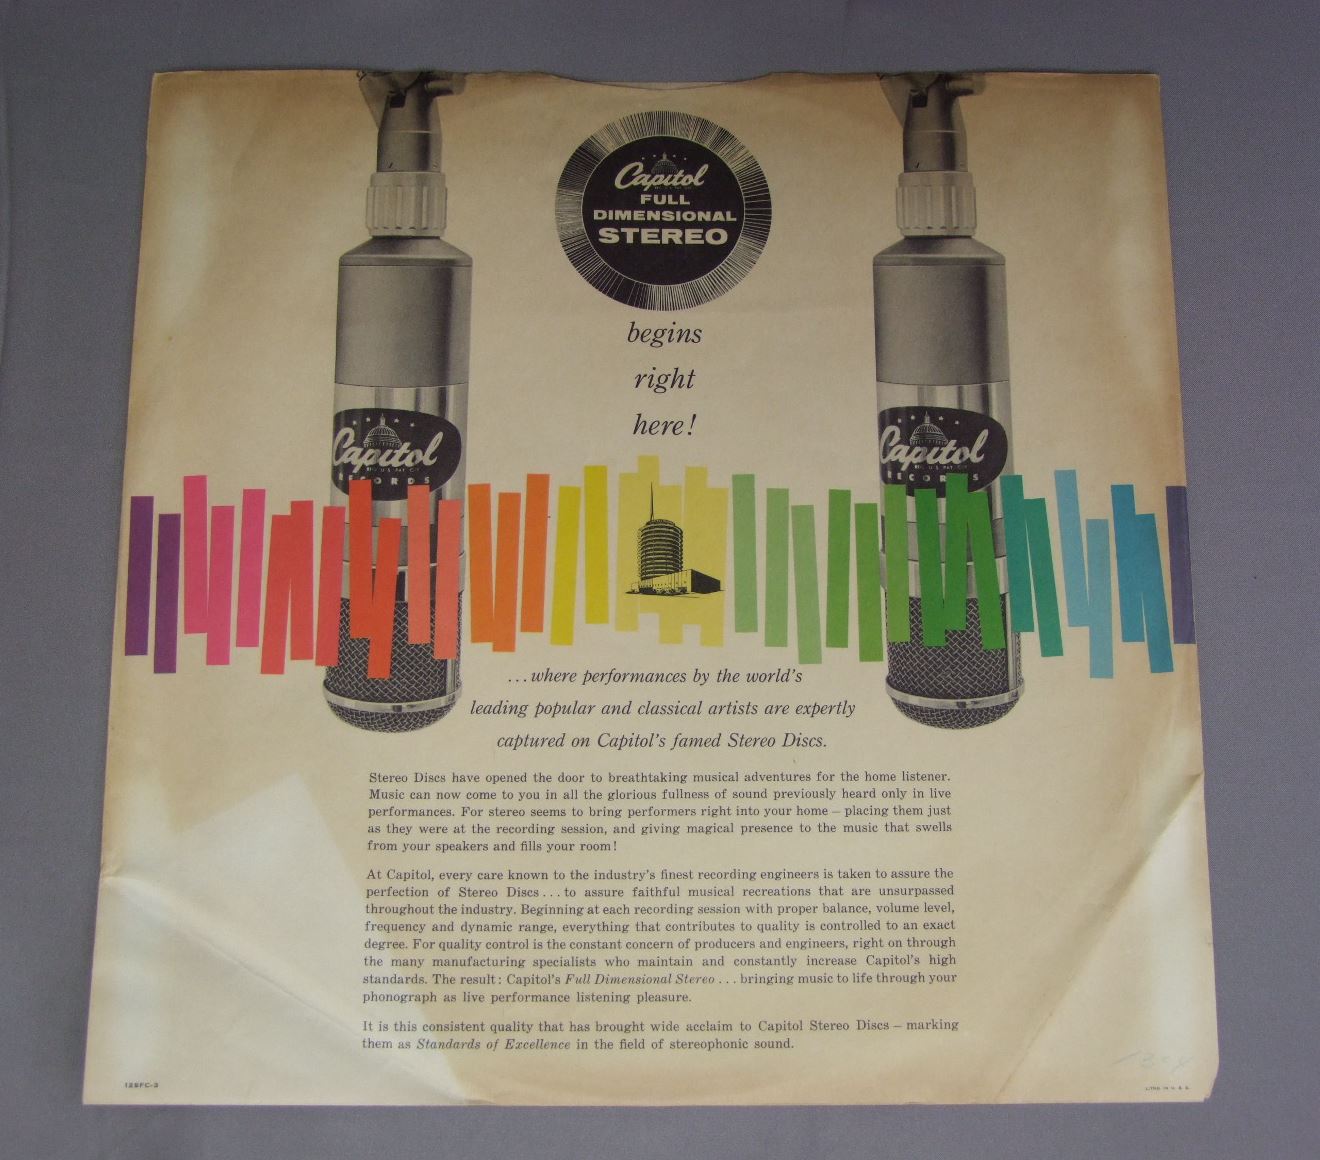 Capitol
FULL
DIMENSIONAL
STEREO
begins
right
here!
Capitol
RECORDS
Capitol
RECORDS
...where performances by the world's
leading popular and classical artists are expertly
captured on Capitol's famed Stereo Discs.
Stereo Discs have opened the door to breathtaking musical adventures for the home listener.
Music can now come to you in all the glorious fullness of sound previously heard only in live
performances. For stereo seems to bring performers right into your home – placing them just
as they were at the recording session, and giving magical presence to the music that swells
from your speakers and fills your room!
At Capitol, every care known to the industry's finest recording engineers is taken to assure the
perfection of Stereo Discs...to assure faithful musical recreations that are unsurpassed
throughout the industry. Beginning at each recording session with proper balance, volume level,
frequency and dynamic range, everything that contributes to quality is controlled to an exact
degree. For quality control is the constant concern of producers and engineers, right on through
the many manufacturing specialists who maintain and constantly increase Capitol's high
standards. The result: Capitol's Full Dimensional Stereo ... bringing music to life through your
phonograph as live performance listening pleasure.
It is this consistent quality that has brought wide acclaim to Capitol Stereo Discs – marking
them as Standards of Excellence in the field of stereophonic sound.
12SFC-3
LITHO IN U.S.A.